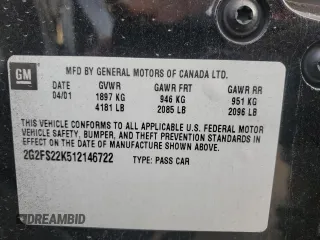 GM
MFD BY GENERAL MOTORS OF CANADA LTD.
DATE GVWR GAWR FRT GAWR RR
04/01 1897 KG 946 KG 951 KG
4181 LB 2085 LB 2096 LB
THIS VEHICLE CONFORMS TO ALL APPLICABLE U.S. FEDERAL MOTOR
VEHICLE SAFETY, BUMPER, AND THEFT PREVENTION STANDARDS IN
EFFECT ON THE DATE OF MANUFACTURE SHOWN ABOVE.
2G2FS22K512146722 TYPE: PASS CAR
DREAMBID